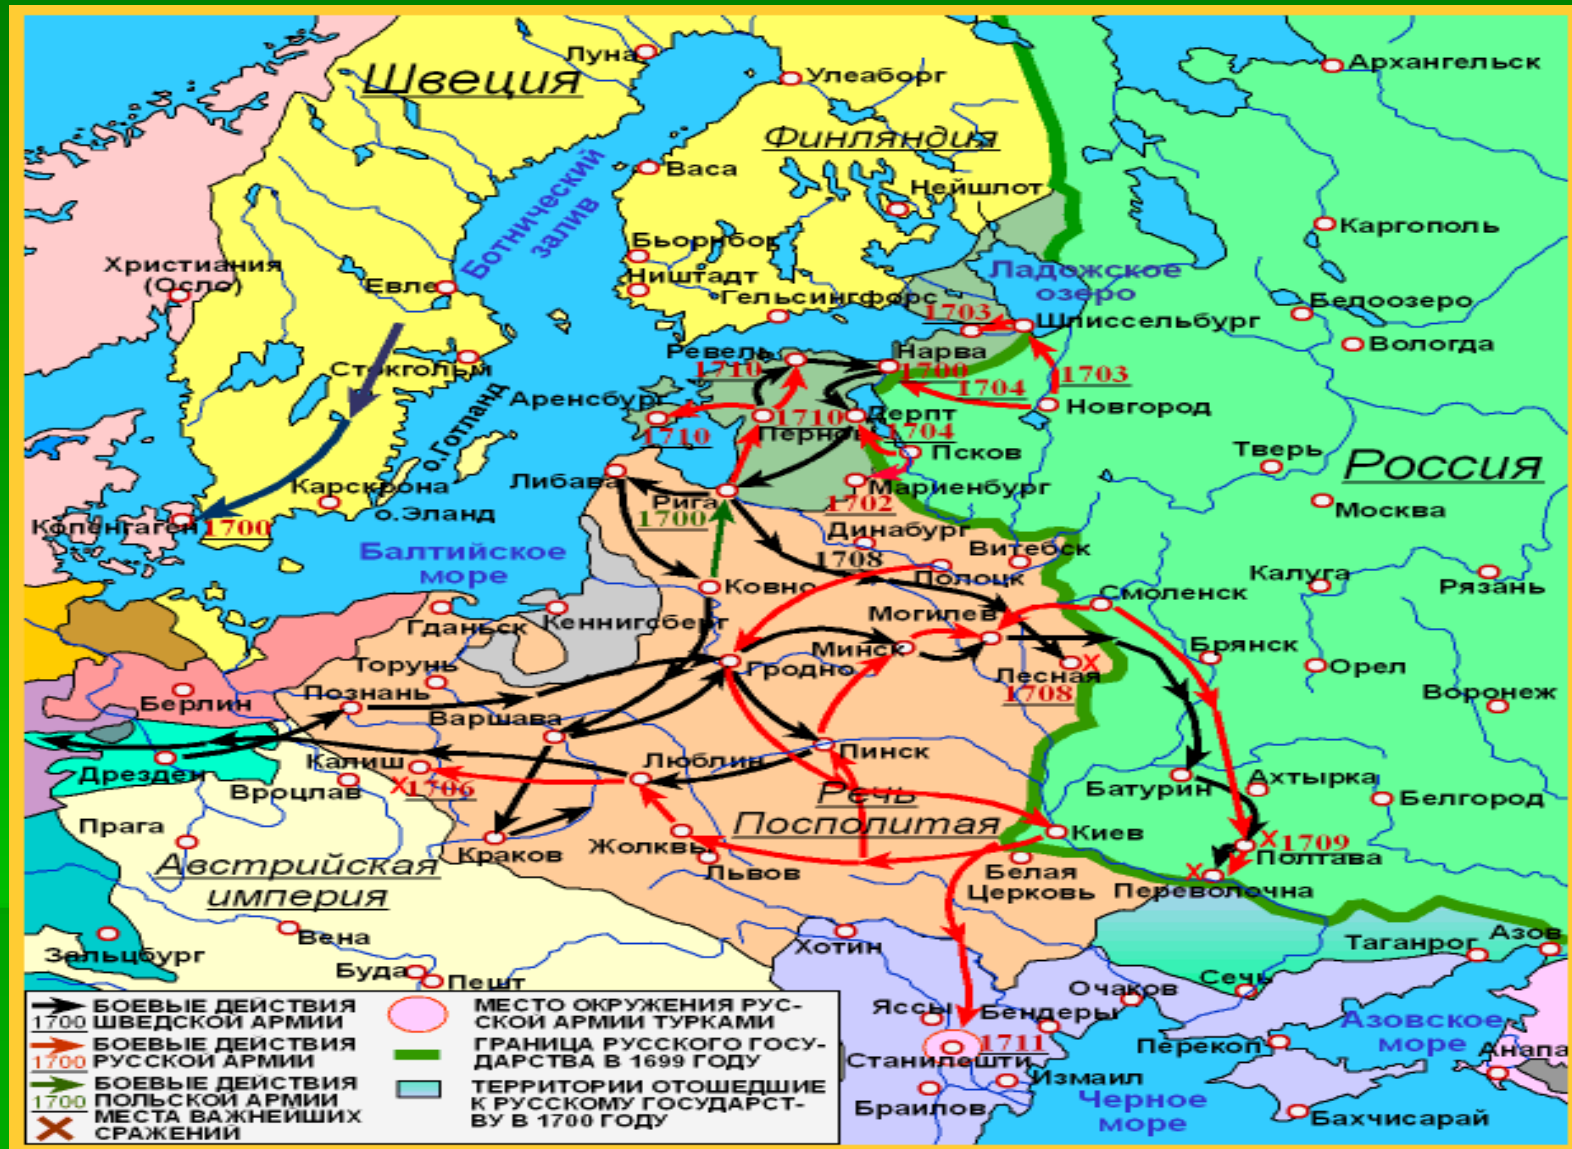 Луна
Швеция
Улеаборг
Архангельск
Финляндия
Ботнический
залив
Васа
Нейшлот
Каргополь
Бьорнборг
Христиания
(Осло)
Евле
Ништадт
Ладожское
озеро
Гельсингфорс
Белоозеро
1703
Шлиссельбург
Вологда
Ревель
1710
Нарва
1700
Стокгольм
1704
1703
Аренсбург
1710
1710
Дерпт
Новгород
о.Готланд
Пернов
1704
Псков
Тверь
Россия
Либава
Карскрона
о.Эланд
Рига
1700
Мариенбург
1702
Москва
Копенгаген
1700
Динабург
Витебск
Балтийское
море
1708
Полоцк
Калуга
Рязань
Ковно
Смоленск
Гданьск
Кеннигсберг
Могилев
Минск
Брянск
Торунь
Гродно
Лесная
1708
Орел
Берлин
Познань
Воронеж
Варшава
Дрезден
Калиш
Люблин
Пинск
Вроцлав
1706
Батурин
Ахтырка
Белгород
Речь
Посполитая
Прага
Киев
1709
Краков
Жолквы
Полтава
Австрийская
империя
Львов
Белая
Церковь
Переволочна
Вена
Хотин
Зальцбург
Таганрог
Азов
Буда
Пешт
Сечь
Очаков
Яссы
Бендеры
1711
Азовское
море
Перекоп
Анапа
Станилешти
Измаил
Браилов
Черное
море
Бахчисарай
БОЕВЫЕ ДЕЙСТВИЯ
1700 ШВЕДСКОЙ АРМИИ
БОЕВЫЕ ДЕЙСТВИЯ
1700 РУССКОЙ АРМИИ
БОЕВЫЕ ДЕЙСТВИЯ
1700 ПОЛЬСКОЙ АРМИИ
МЕСТА ВАЖНЕЙШИХ
СРАЖЕНИЙ
МЕСТО ОКРУЖЕНИЯ РУС-
СКОЙ АРМИИ ТУРКАМИ
ГРАНИЦА РУССКОГО ГОСУ-
ДАРСТВА В 1699 ГОДУ
ТЕРРИТОРИИ ОТОШЕДШИЕ
К РУССКОМУ ГОСУДАРСТ-
ВУ В 1700 ГОДУ